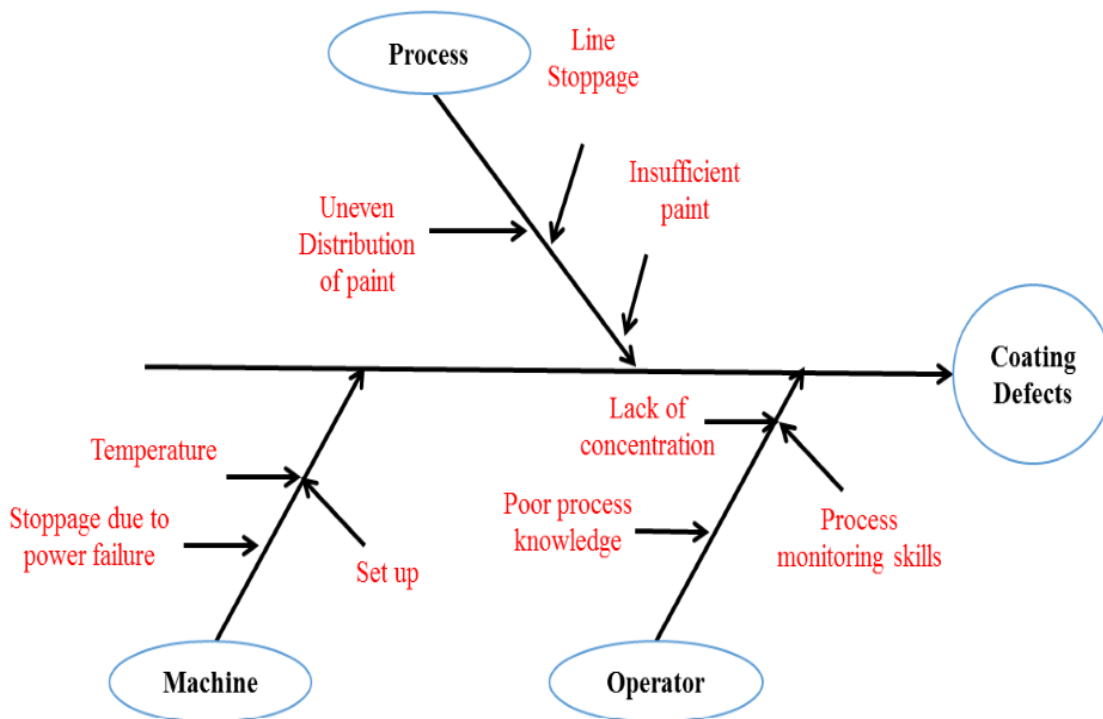 Process
Line
Stoppage
Insufficient
paint
Uneven
Distribution
of paint
Coating
Defects
Lack of
concentration
Temperature
Poor process
knowledge
Stoppage due to
power failure
Process
monitoring skills
Set up
Machine
Operator